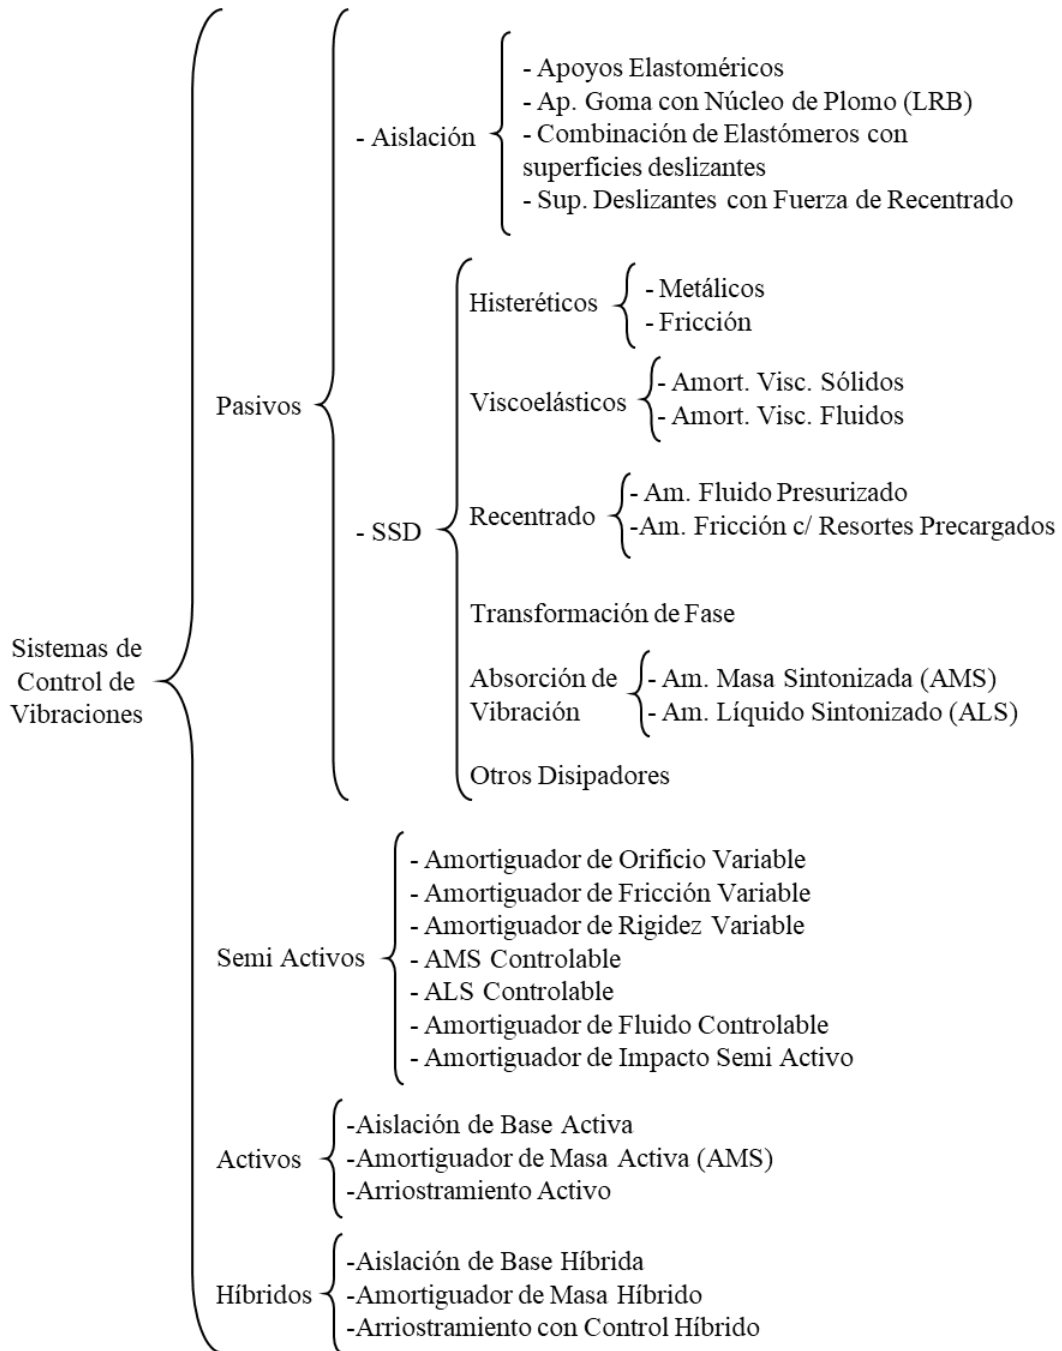 Sistemas de
Control de
Vibraciones
Pasivos
- Aislación
- Apoyos Elastoméricos
- Ap. Goma con Núcleo de Plomo (LRB)
- Combinación de Elastómeros con
superficies deslizantes
- Sup. Deslizantes con Fuerza de Recentrado
- SSD
Histeréticos
- Metálicos
- Fricción
Viscoelásticos
- Amort. Visc. Sólidos
- Amort. Visc. Fluidos
Recentrado
- Am. Fluido Presurizado
-Am. Fricción c/ Resortes Precargados
Transformación de Fase
Absorción de
Vibración
- Am. Masa Sintonizada (AMS)
- Am. Líquido Sintonizado (ALS)
Otros Disipadores
Semi Activos
- Amortiguador de Orificio Variable
- Amortiguador de Fricción Variable
- Amortiguador de Rigidez Variable
- AMS Controlable
- ALS Controlable
- Amortiguador de Fluido Controlable
- Amortiguador de Impacto Semi Activo
Activos
-Aislación de Base Activa
-Amortiguador de Masa Activa (AMS)
-Arriostramiento Activo
Híbridos
-Aislación de Base Híbrida
-Amortiguador de Masa Híbrido
-Arriostramiento con Control Híbrido